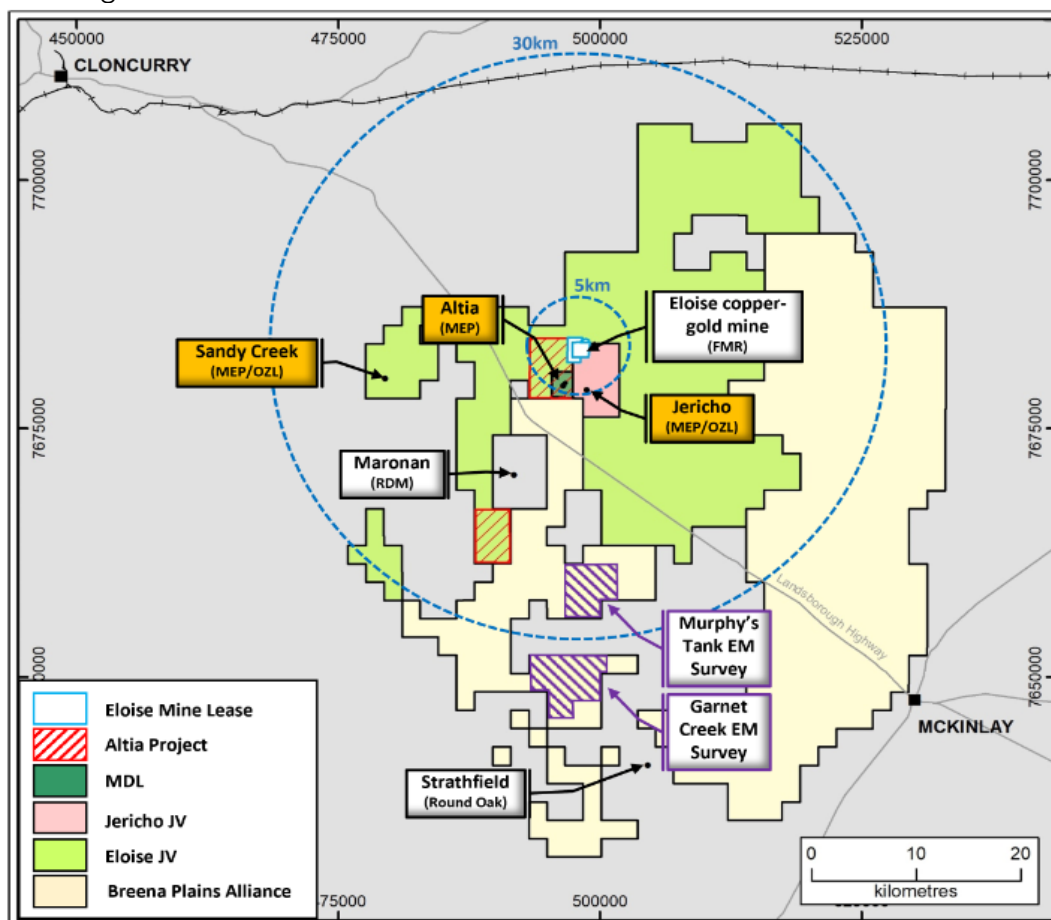 450000
475000
500000
525000
30km
CLONCURRY
7700000
7700000
5km
Altia
(MEP)
Eloise copper-
gold mine
(FMR)
Sandy Creek
(MEP/OZL)
Jericho
(MEP/OZL)
7675000
7675000
Maronan
(RDM)
Landsborough Highway
Murphy's
Tank EM
Survey
7650000
Garnet
Creek EM
Survey
MCKINLAY
Strathfield
(Round Oak)
Eloise Mine Lease
Altia Project
MDL
Jericho JV
Eloise JV
Breena Plains Alliance
0 10 20
kilometres
500000